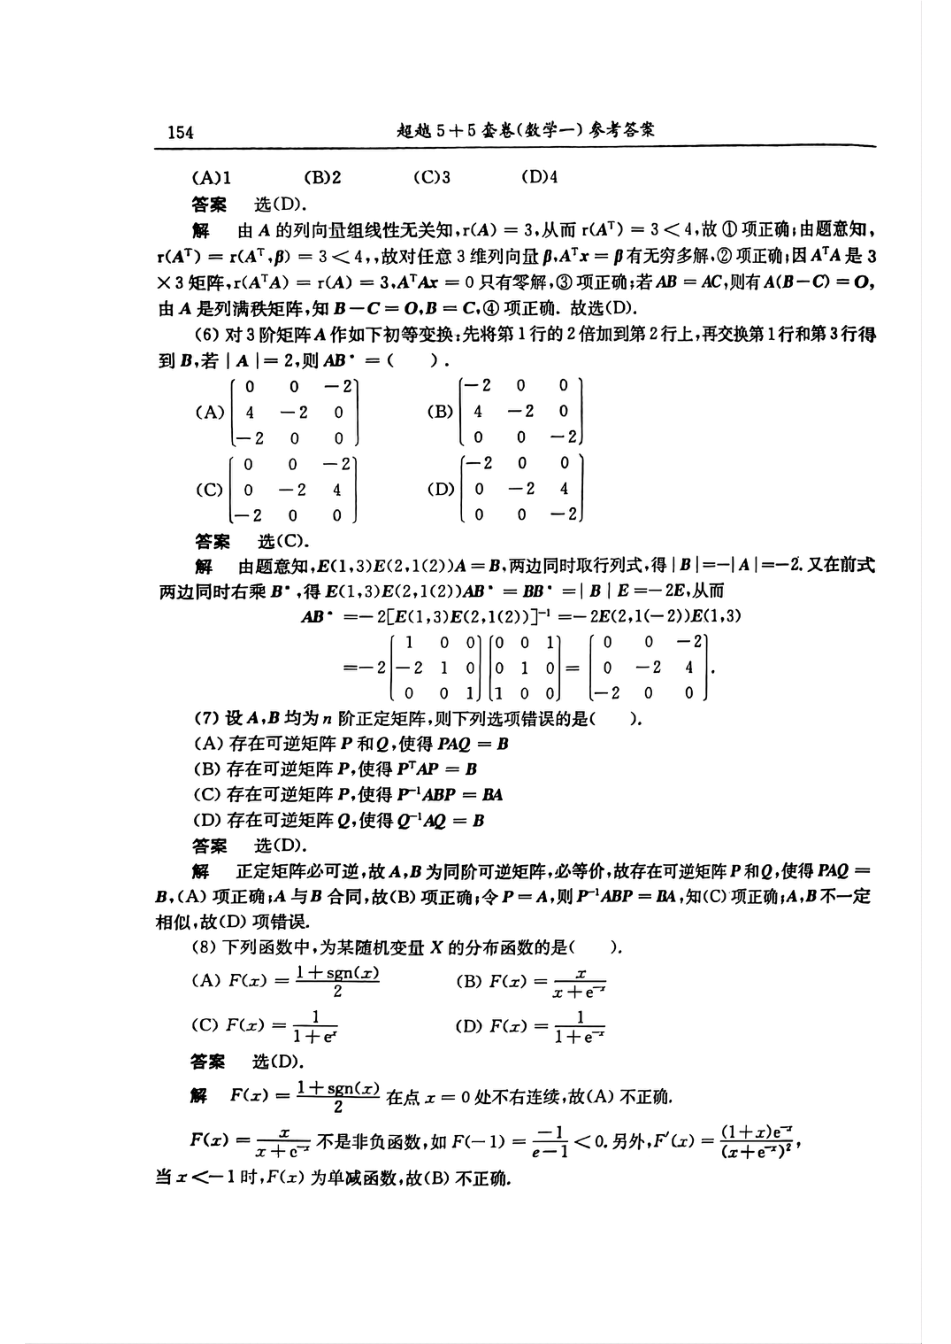 154
超越5+5套卷(数学一)参考答案
(A)1 (B)2 (C)3 (D)4
答案 选(D).
解 由A的列向量组线性无关知,r(A) = 3,从而 r(Aᵀ) = 3 < 4,故①项正确;由题意知,
r(Aᵀ) = r(Aᵀ,β) = 3 < 4,,故对任意3维列向量β,Aᵀx = β有无穷多解,②项正确;因AᵀA是3
×3矩阵,r(AᵀA) = r(A) = 3,AᵀAx = 0只有零解,③项正确;若AB = AC,则有A(B-C) = O,
由A是列满秩矩阵,知B-C = O,B = C,④项正确. 故选(D).
(6) 对3阶矩阵A作如下初等变换:先将第1行的2倍加到第2行上,再交换第1行和第3行得
到B,若|A|= 2,则AB* = ( ).
(A) [0 0 -2; 4 -2 0; -2 0 0] (B) [-2 0 0; 4 -2 0; 0 0 -2]
(C) [0 0 -2; 0 -2 4; -2 0 0] (D) [-2 0 0; 0 -2 4; 0 0 -2]
答案 选(C).
解 由题意知,E(1,3)E(2,1(2))A = B,两边同时取行列式,得|B|=-|A|=-2.又在前式
两边同时右乘B*,得E(1,3)E(2,1(2))AB* = BB* =|B|E =-2E,从而
AB* =-2[E(1,3)E(2,1(2))]⁻¹ =-2E(2,1(-2))E(1,3)
=-2 [1 0 0; -2 1 0; 0 0 1] [0 0 1; 0 1 0; 1 0 0] = [0 0 -2; 0 -2 4; -2 0 0].
(7) 设A,B均为n阶正定矩阵,则下列选项错误的是( ).
(A) 存在可逆矩阵P和Q,使得PAQ = B
(B) 存在可逆矩阵P,使得PᵀAP = B
(C) 存在可逆矩阵P,使得P⁻¹ABP = BA
(D) 存在可逆矩阵Q,使得Q⁻¹AQ = B
答案 选(D).
解 正定矩阵必可逆,故A,B为同阶可逆矩阵,必等价,故存在可逆矩阵P和Q,使得PAQ =
B,(A) 项正确;A与B合同,故(B) 项正确;令P = A,则P⁻¹ABP = BA,知(C)项正确;A,B不一定
相似,故(D) 项错误.
(8) 下列函数中,为某随机变量X的分布函数的是( ).
(A) F(x) = (1+sgn(x))/2 (B) F(x) = x/(x+e⁻ˣ)
(C) F(x) = 1/(1+eˣ) (D) F(x) = 1/(1+e⁻ˣ)
答案 选(D).
解 F(x) = (1+sgn(x))/2 在点x = 0处不右连续,故(A) 不正确.
F(x) = x/(x+e⁻ˣ) 不是非负函数,如F(-1) = -1/(e-1) < 0.另外,F′(x) = (1+x)e⁻ˣ/(x+e⁻ˣ)²,
当x <-1时,F(x) 为单减函数,故(B) 不正确.